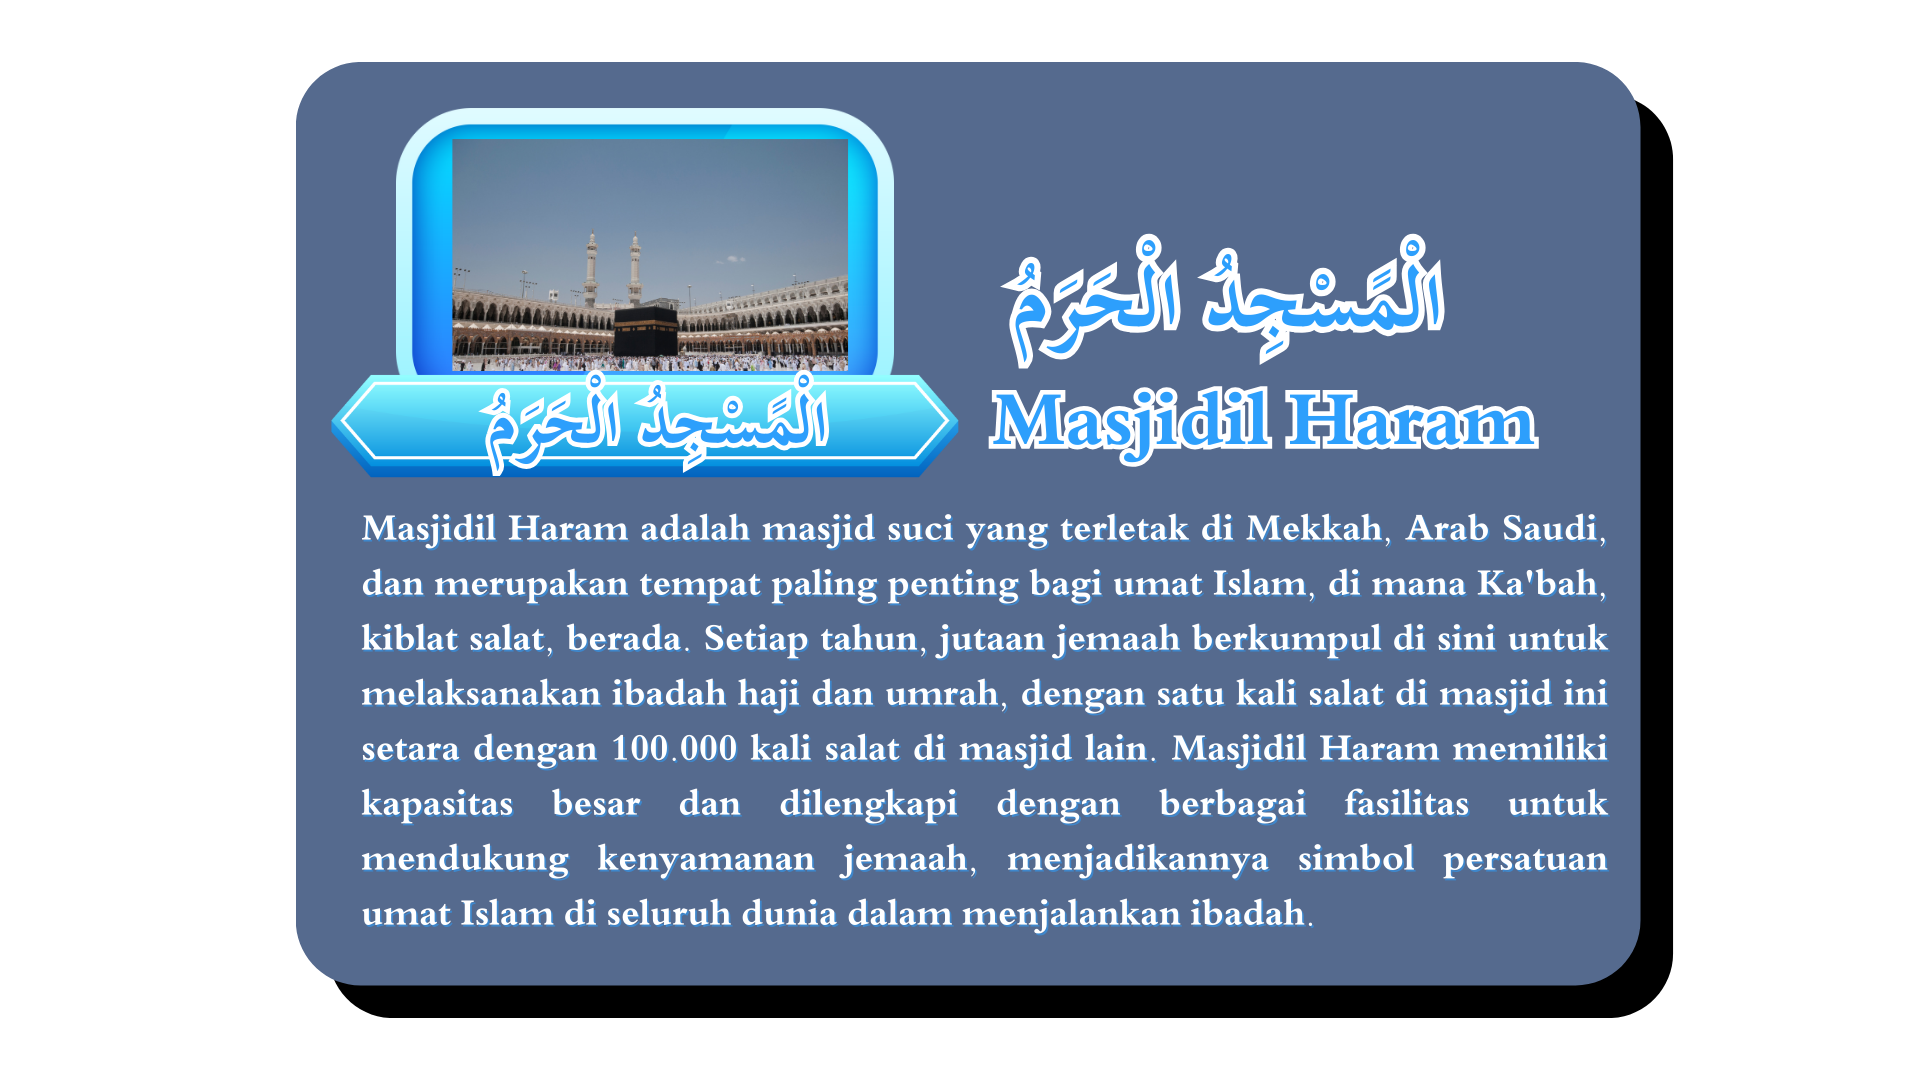 الْمًسْجِدُ الْحَرَمُ
الْمًسْجِدُ الْحَرَمُ
Masjidil Haram
Masjidil Haram adalah masjid suci yang terletak di Mekkah, Arab Saudi,
dan merupakan tempat paling penting bagi umat Islam, di mana Ka'bah,
kiblat salat, berada. Setiap tahun, jutaan jemaah berkumpul di sini untuk
melaksanakan ibadah haji dan umrah, dengan satu kali salat di masjid ini
setara dengan 100.000 kali salat di masjid lain. Masjidil Haram memiliki
kapasitas besar dan dilengkapi dengan berbagai fasilitas untuk
mendukung kenyamanan jemaah, menjadikannya simbol persatuan
umat Islam di seluruh dunia dalam menjalankan ibadah.